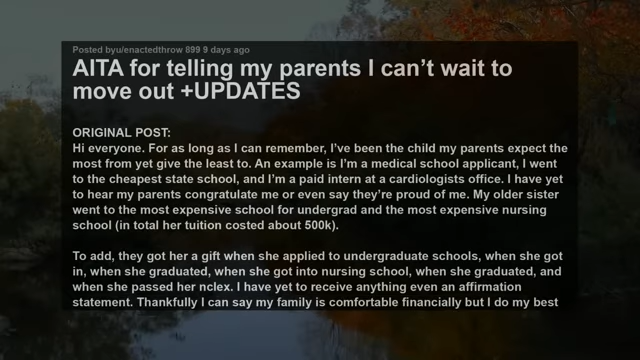 Posted byu/enactedthrow 899 9 days ago
AITA for telling my parents I can't wait to
move out +UPDATES
ORIGINAL POST:
Hi everyone. For as long as I can remember, I've been the child my parents expect the
most from yet give the least to. An example is I'm a medical school applicant, I went
to the cheapest state school, and I'm a paid intern at a cardiologists office. I have yet
to hear my parents congratulate me or even say they're proud of me. My older sister
went to the most expensive school for undergrad and the most expensive nursing
school (in total her tuition costed about 500k).
To add, they got her a gift when she applied to undergraduate schools, when she got
in, when she graduated, when she got into nursing school, when she graduated, and
when she passed her nclex. I have yet to receive anything even an affirmation
statement. Thankfully I can say my family is comfortable financially but I do my best